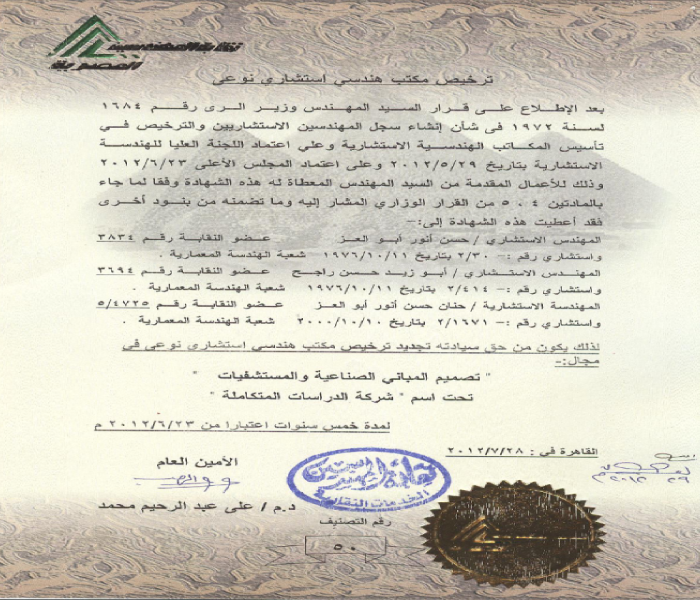 نقابة المهندسين
المصرية
ترخيص مكتب هندسي استشاري نوعى
بعد الإطلاع على قرار السيد المهندس وزير الرى رقم ١٦٨٤
لسنة ١٩٧٢ فى شأن إنشاء سجل المهندسين الاستشاريين والترخيص في
تأسيس المكاتب الهندسية الاستشارية وعلي اعتماد اللجنة العليا للهندسة
الاستشارية بتاريخ ٢٠١٢/٥/٢٩ وعلى اعتماد المجلس الأعلى ٢٠١٢/٦/٢٣
وذلك للأعمال المقدمة من السيد المهندس المعطاة له هذه الشهادة وفقا لما جاء
بالمادتين ٤ ، ٥ من القرار الوزاري المشار إليه وما تضمنه من بنود أخرى
فقد أعطيت هذه الشهادة إلى:-
المهندس الاستشاري / حسن أنور أبو العز عضو النقابة رقم ٣٨٣٤
واستشاري رقم :- ٢/٣٠ بتاريخ ١٩٧٦/١٠/١١ شعبة الهندسة المعمارية .
المهندس الاستشاري / أبو زيد حسن راجح عضو النقابة رقم ٣٦٩٤
واستشاري رقم :- ٢/٤١٤ بتاريخ ١٩٧٦/١٠/١١ شعبة الهندسة المعمارية .
المهندسة الاستشارية / حنان حسن أنور أبو العز عضو النقابة رقم ٥/٤٧٢٥
واستشاري رقم :- ٢/١٦٧١ بتاريخ ٢٠٠٠/١٠/١٠ شعبة الهندسة المعمارية .
لذلك يكون من حق سيادته تجديد ترخيص مكتب هندسي استشاري نوعى في
مجال:-
" تصميم المباني الصناعية والمستشفيات "
تحت اسم " شركة الدراسات المتكاملة "
لمدة خمس سنوات اعتبارا من ٢٠١٢/٦/٢٣ م
القاهرة فى : ٢٠١٢/٧/٢٨
الأمين العام
نقابة المهندسين
الخدمات النقابية
د.م / على عبد الرحيم محمد
رقم التصنيف
٥٠